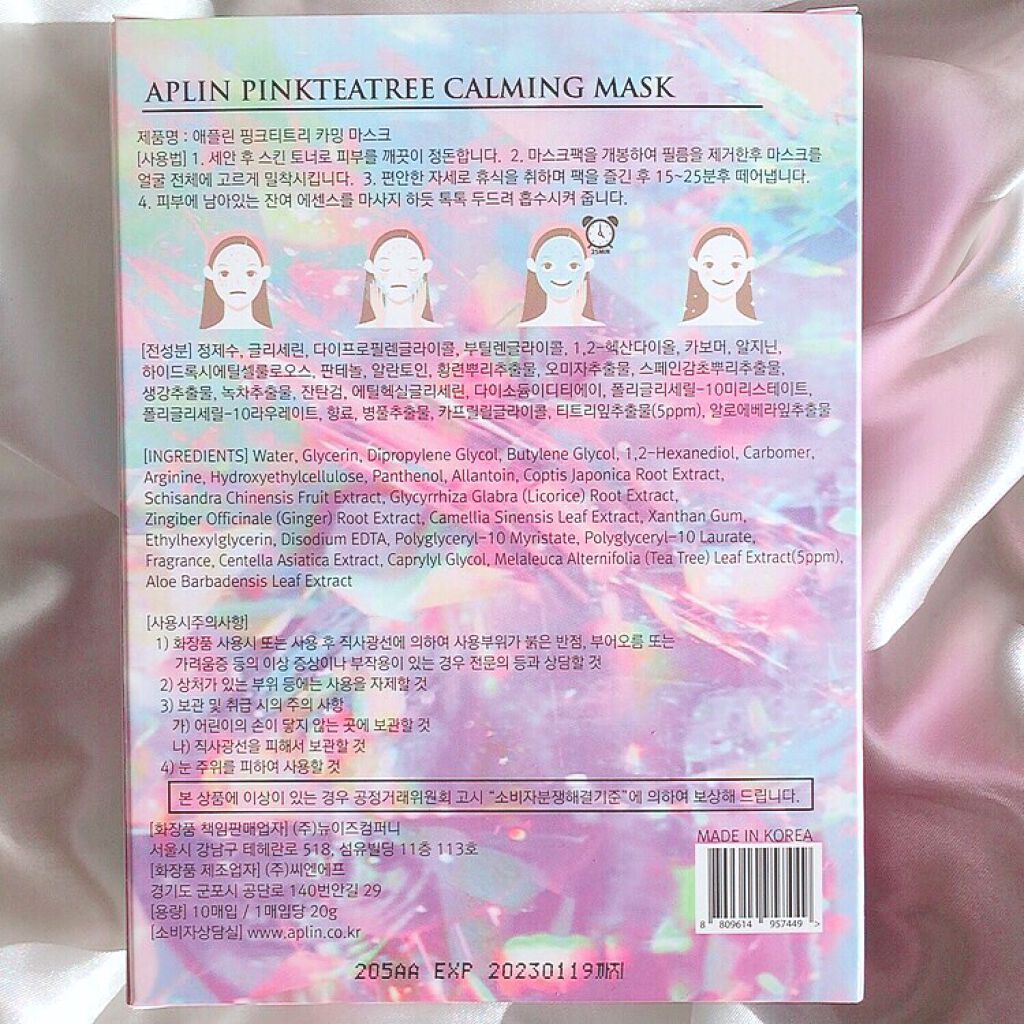 APLIN PINKTEATREE CALMING MASK
제품명 : 애플린 핑크티트리 카밍 마스크
[사용법] 1. 세안 후 스킨 토너로 피부를 깨끗이 정돈합니다. 2. 마스크팩을 개봉하여 필름을 제거한후 마스크를
얼굴 전체에 고르게 밀착시킵니다. 3. 편안한 자세로 휴식을 취하며 팩을 즐긴 후 15~25분후 떼어냅니다.
4. 피부에 남아있는 잔여 에센스를 마사지 하듯 톡톡 두드려 흡수시켜 줍니다.
25MIN
[전성분] 정제수, 글리세린, 다이프로필렌글라이콜, 부틸렌글라이콜, 1,2-헥산다이올, 카보머, 알지닌,
하이드록시에틸셀룰로오스, 판테놀, 알란토인, 황련뿌리추출물, 오미자추출물, 스페인감초뿌리추출물,
생강추출물, 녹차추출물, 잔탄검, 에틸헥실글리세린, 다이소듐이디티에이, 폴리글리세릴-10미리스테이트,
폴리글리세릴-10라우레이트, 향료, 병풀추출물, 카프릴릴글라이콜, 티트리잎추출물(5ppm), 알로에베라잎추출물
[INGREDIENTS] Water, Glycerin, Dipropylene Glycol, Butylene Glycol, 1,2-Hexanediol, Carbomer,
Arginine, Hydroxyethylcellulose, Panthenol, Allantoin, Coptis Japonica Root Extract,
Schisandra Chinensis Fruit Extract, Glycyrrhiza Glabra (Licorice) Root Extract,
Zingiber Officinale (Ginger) Root Extract, Camellia Sinensis Leaf Extract, Xanthan Gum,
Ethylhexylglycerin, Disodium EDTA, Polyglyceryl-10 Myristate, Polyglyceryl-10 Laurate,
Fragrance, Centella Asiatica Extract, Caprylyl Glycol, Melaleuca Alternifolia (Tea Tree) Leaf Extract(5ppm),
Aloe Barbadensis Leaf Extract
[사용시주의사항]
1) 화장품 사용시 또는 사용 후 직사광선에 의하여 사용부위가 붉은 반점, 부어오름 또는
가려움증 등의 이상 증상이나 부작용이 있는 경우 전문의 등과 상담할 것
2) 상처가 있는 부위 등에는 사용을 자제할 것
3) 보관 및 취급 시의 주의 사항
가) 어린이의 손이 닿지 않는 곳에 보관할 것
나) 직사광선을 피해서 보관할 것
4) 눈 주위를 피하여 사용할 것
본 상품에 이상이 있는 경우 공정거래위원회 고시 "소비자분쟁해결기준"에 의하여 보상해 드립니다.
[화장품 책임판매업자] (주)뉴이즈컴퍼니
서울시 강남구 테헤란로 518, 섬유빌딩 11층 113호
[화장품 제조업자] (주)씨엔에프
경기도 군포시 공단로 140번안길 29
[용량] 10매입 / 1매입당 20g
[소비자상담실] www.aplin.co.kr
MADE IN KOREA
8 809614 957449 >
205AA EXP 20230119까지